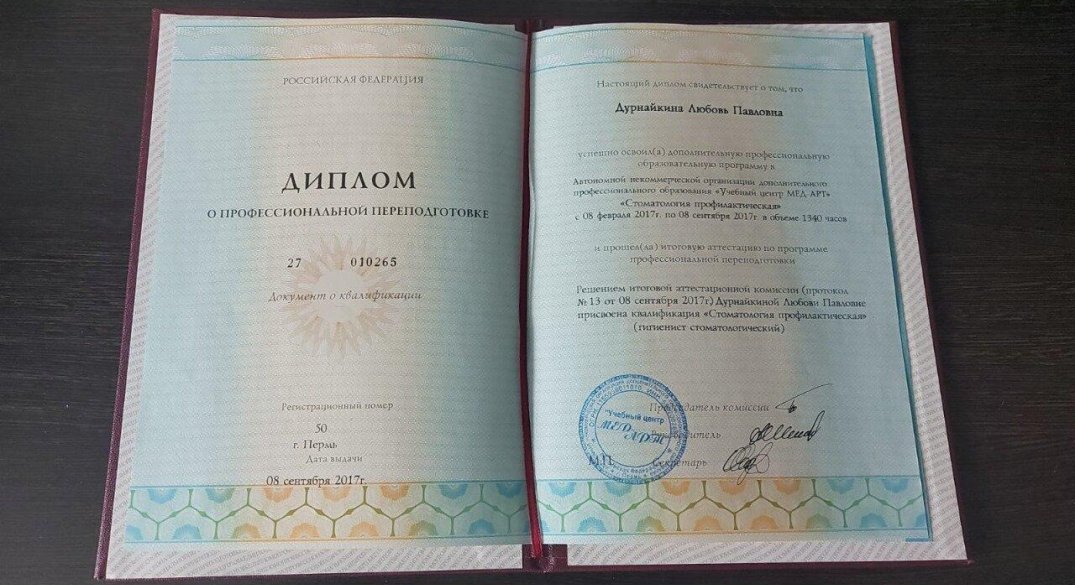 РОССИЙСКАЯ ФЕДЕРАЦИЯ
ДИПЛОМ
О ПРОФЕССИОНАЛЬНОЙ ПЕРЕПОДГОТОВКЕ
27 010265
Документ о квалификации
Регистрационный номер
50
г. Пермь
Дата выдачи
08 сентября 2017г.
Настоящий диплом свидетельствует о том, что
Дурнайкина Любовь Павловна
успешно освоил(а) дополнительную профессиональную
образовательную программу в
Автономной некоммерческой организации дополнительного
профессионального образования «Учебный центр МЕД АРТ»
«Стоматология профилактическая»
с 08 февраля 2017г. по 08 сентября 2017г. в объеме 1340 часов
и прошел(ла) итоговую аттестацию по программе
профессиональной переподготовки
Решением итоговой аттестационной комиссии (протокол
№ 13 от 08 сентября 2017г.) Дурнайкиной Любови Павловне
присвоена квалификация «Стоматология профилактическая»
(гигиенист стоматологический)
Председатель комиссии
Руководитель
М.П. Секретарь
"Учебный центр
МЕД АРТ"